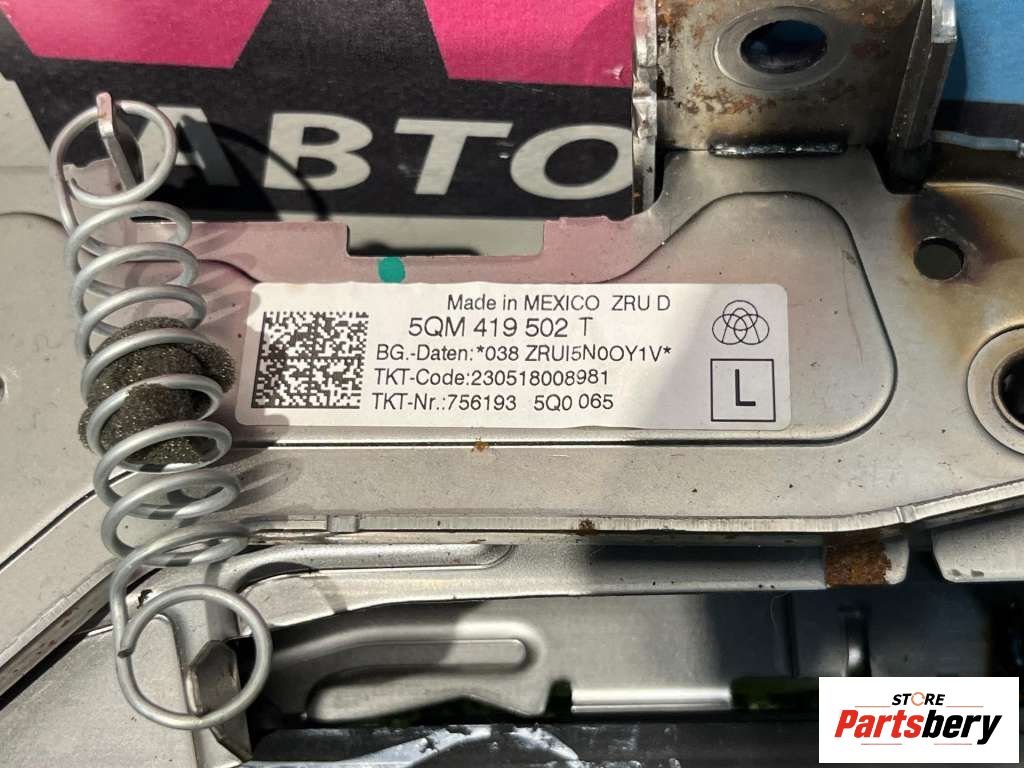 АВТО
Made in MEXICO ZRU D
5QM 419 502 T
BG.-Daten:*038 ZRUI5N0OY1V*
TKT-Code:230518008981
TKT-Nr.:756193 5Q0 065
L
STORE
Partsbery